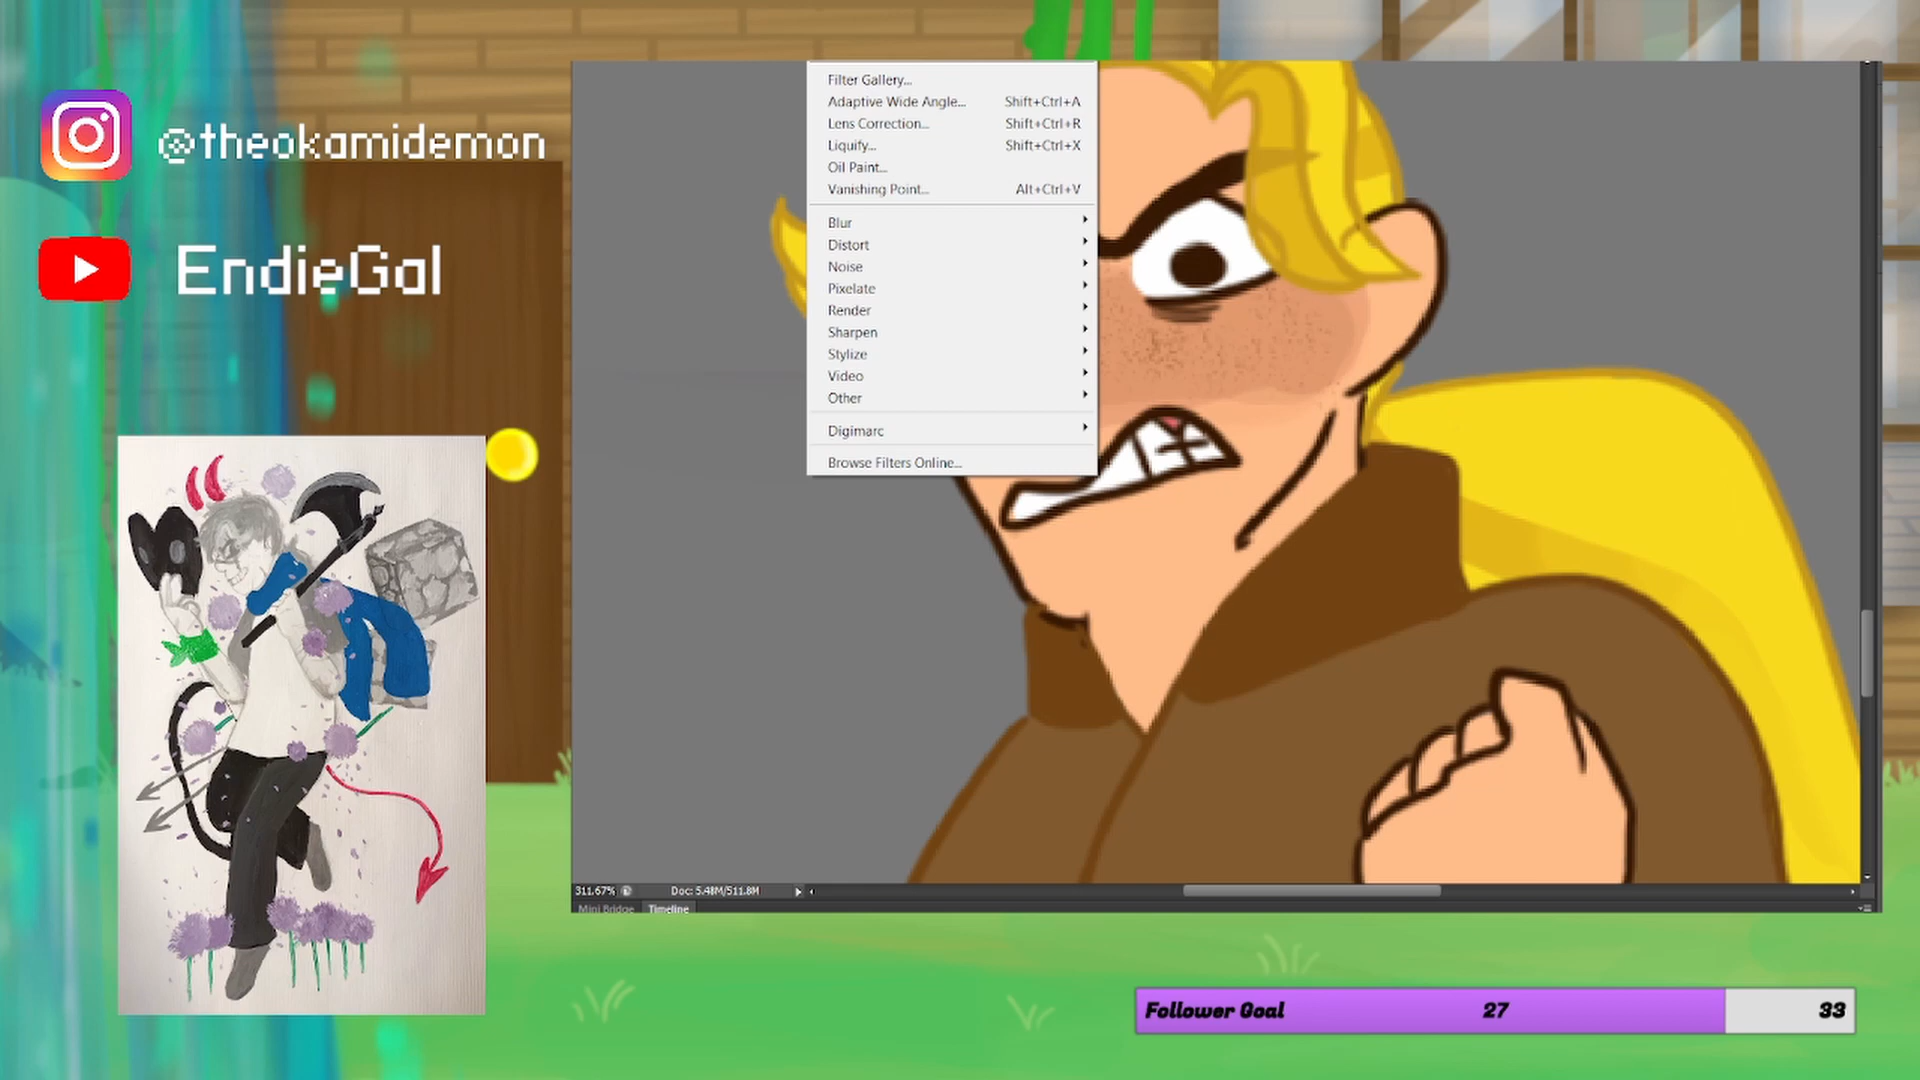 @theokamidemon
EndieGal
Filter Gallery...
Adaptive Wide Angle... Shift+Ctrl+A
Lens Correction... Shift+Ctrl+R
Liquify... Shift+Ctrl+X
Oil Paint...
Vanishing Point... Alt+Ctrl+V
Blur
Distort
Noise
Pixelate
Render
Sharpen
Stylize
Video
Other
Digimarc
Browse Filters Online...
311.67% Doc: 5.48M/511.8M
Mini Bridge Timeline
Follower Goal 27 33